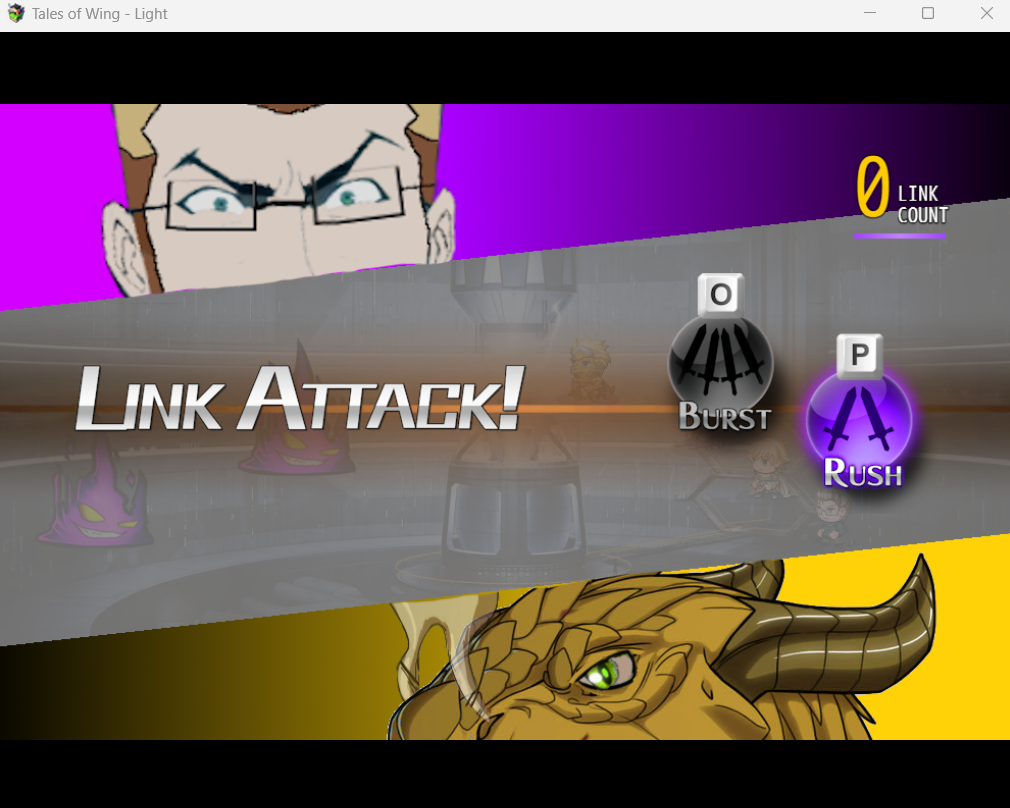 Tales of Wing - Light
0 LINK
COUNT
O
BURST
P
RUSH
LINK ATTACK!